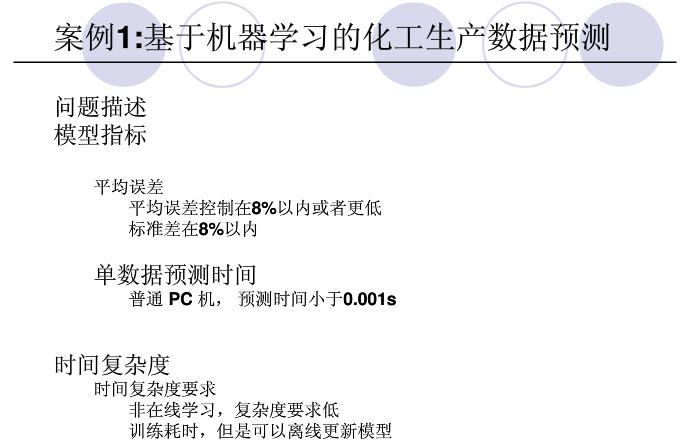 案例1:基于机器学习的化工生产数据预测
问题描述
模型指标
平均误差
平均误差控制在8%以内或者更低
标准差在8%以内
单数据预测时间
普通 PC 机， 预测时间小于0.001s
时间复杂度
时间复杂度要求
非在线学习，复杂度要求低
训练耗时，但是可以离线更新模型